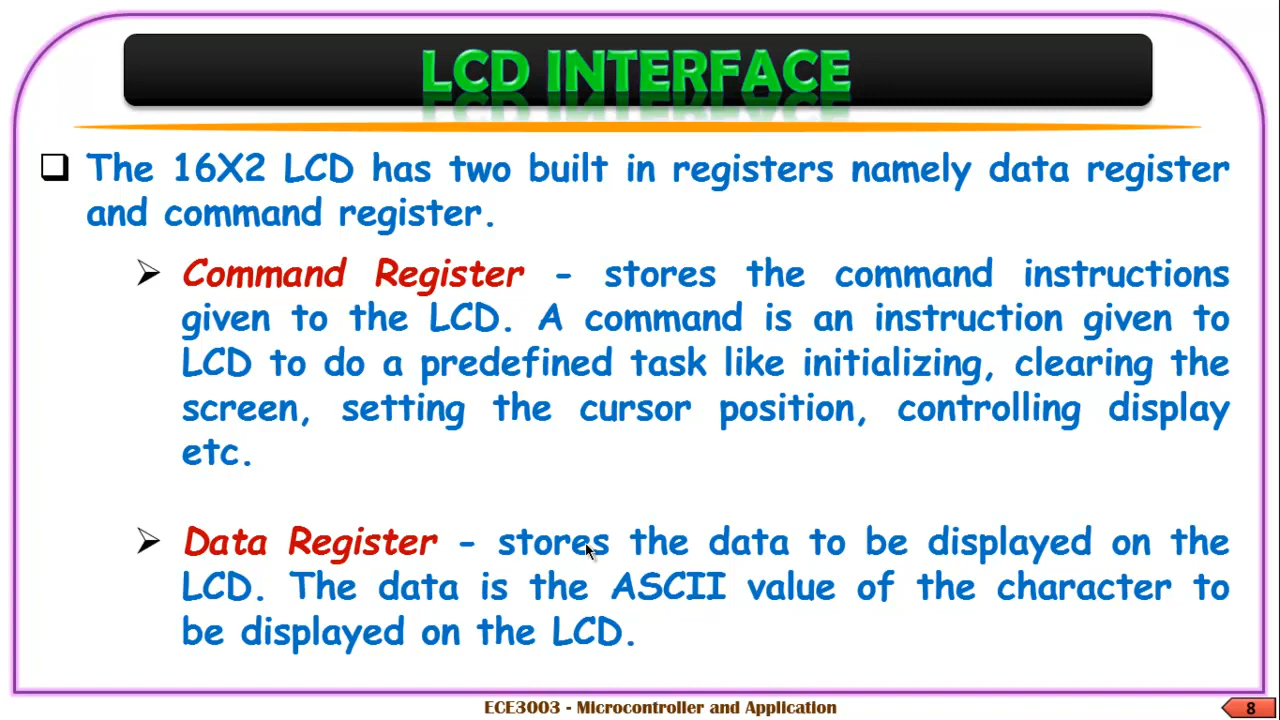 LCD INTERFACE
The 16X2 LCD has two built in registers namely data register
and command register.
Command Register - stores the command instructions
given to the LCD. A command is an instruction given to
LCD to do a predefined task like initializing, clearing the
screen, setting the cursor position, controlling display
etc.
Data Register - stores the data to be displayed on the
LCD. The data is the ASCII value of the character to
be displayed on the LCD.
ECE3003 - Microcontroller and Application
8